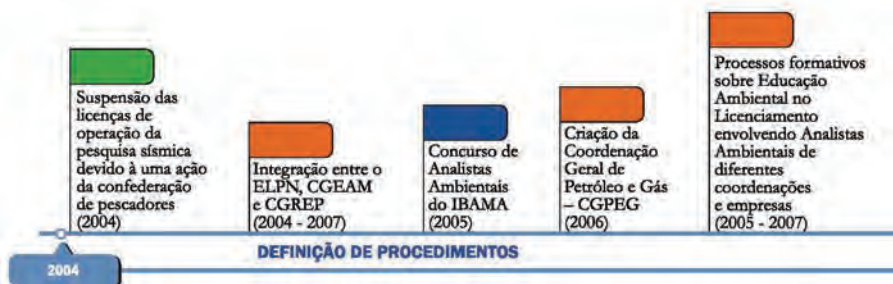 Suspensão das
licenças de
operação da
pesquisa sísmica
devido à uma ação
da confederação
de pescadores
(2004)
Integração entre o
ELPN, CGEAM
e CGREP
(2004 - 2007)
Concurso de
Analistas
Ambientais
do IBAMA
(2005)
Criação da
Coordenação
Geral de
Petróleo e Gás
– CGPEG
(2006)
Processos formativos
sobre Educação
Ambiental no
Licenciamento
envolvendo Analistas
Ambientais de
diferentes
coordenações
e empresas
(2005 - 2007)
DEFINIÇÃO DE PROCEDIMENTOS
2004